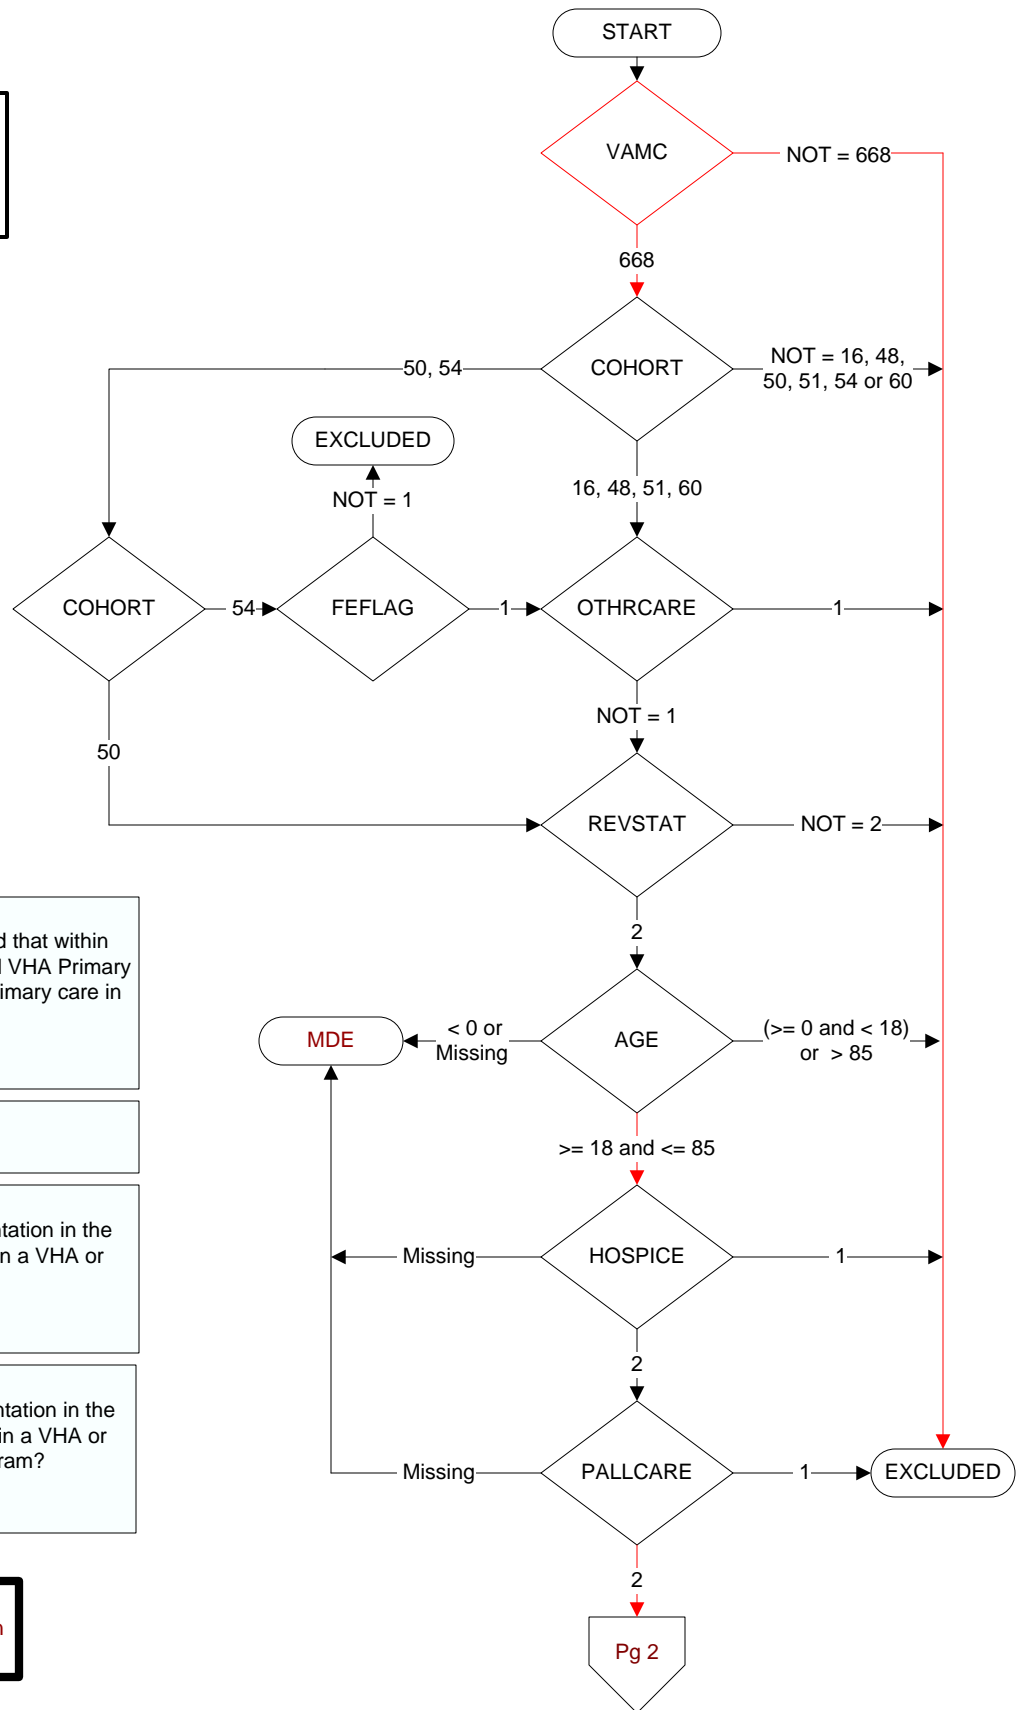 START
VAMC
NOT = 668
668
COHORT
50, 54
NOT = 16, 48,
50, 51, 54 or 60
EXCLUDED
NOT = 1
16, 48, 51, 60
COHORT
54
FEFLAG
1
OTHRCARE
1
NOT = 1
50
REVSTAT
NOT = 2
2
d that within
VHA Primary
imary care in
MDE
< 0 or
Missing
AGE
(>= 0 and < 18)
or > 85
>= 18 and <= 85
tation in the
n a VHA or
Missing
HOSPICE
1
2
ntation in the
in a VHA or
ram?
Missing
PALLCARE
1
EXCLUDED
2
n
Pg 2